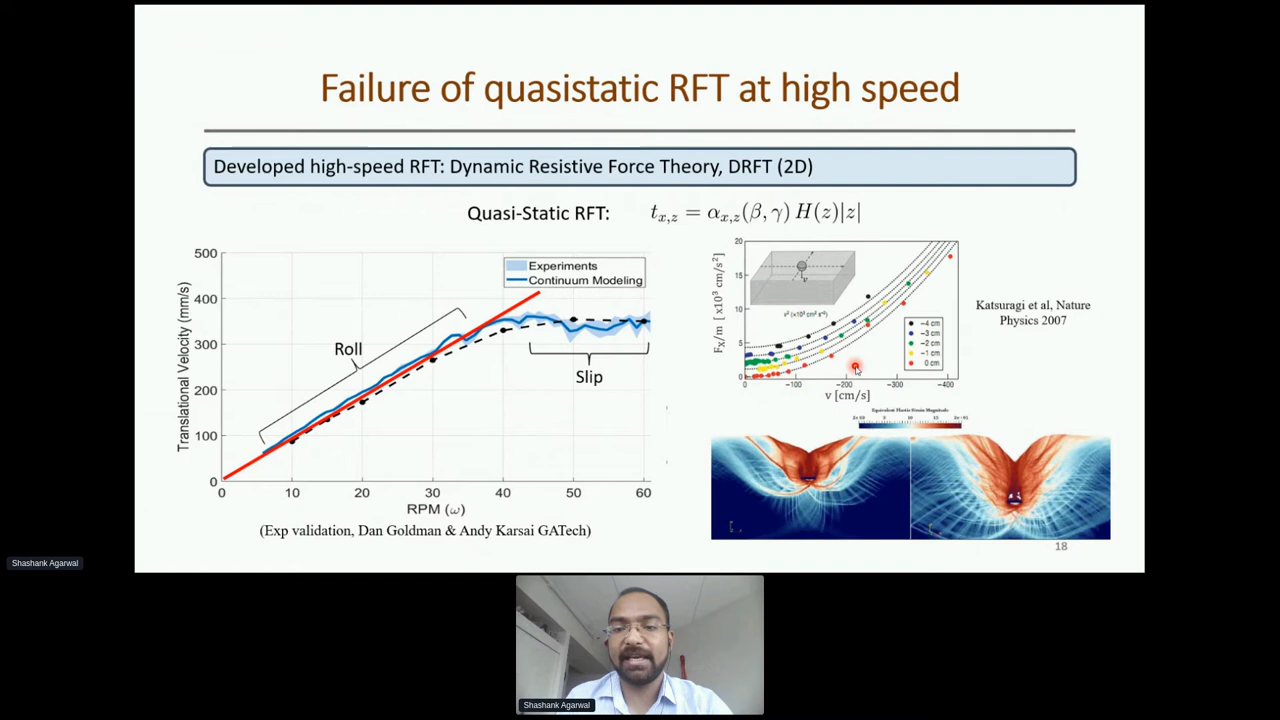 Failure of quasistatic RFT at high speed
Developed high-speed RFT: Dynamic Resistive Force Theory, DRFT (2D)
Quasi-Static RFT: t_{x,z} = α_{x,z}(β, γ) H(z)|z|
500
400
300
200
100
0
Translational Velocity (mm/s)
Experiments
Continuum Modeling
Roll
Slip
0 10 20 30 40 50 60
RPM (ω)
(Exp validation, Dan Goldman & Andy Karsai GATech)
20
15
10
5
0
F_X/m [ x10³ cm/s²]
v
−4 cm
−3 cm
−2 cm
−1 cm
0 cm
0 −100 −200 −300 −400
v [cm/s]
Katsuragi et al, Nature
Physics 2007
Equivalent Plastic Strain Magnitude
18
Shashank Agarwal
Shashank Agarwal